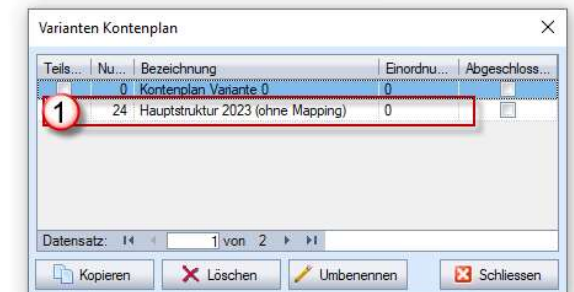 Varianten Kontenplan
Teils... Nu... Bezeichnung Einordnu... Abgeschloss...
0 Kontenplan Variante 0 0
1 24 Hauptstruktur 2023 (ohne Mapping) 0
Datensatz: 1 von 2
Kopieren Löschen Umbenennen Schliessen